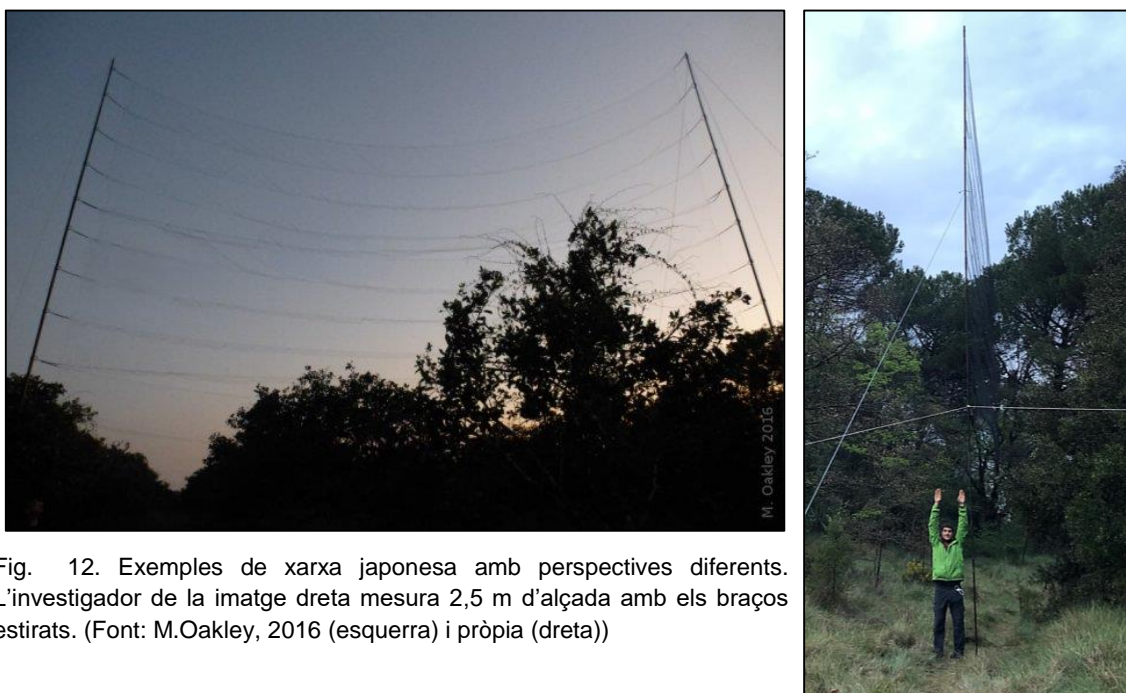 M. Oakley 2016
Fig. 12. Exemples de xarxa japonesa amb perspectives diferents.
L'investigador de la imatge dreta mesura 2,5 m d'alçada amb els braços
estirats. (Font: M.Oakley, 2016 (esquerra) i pròpia (dreta))